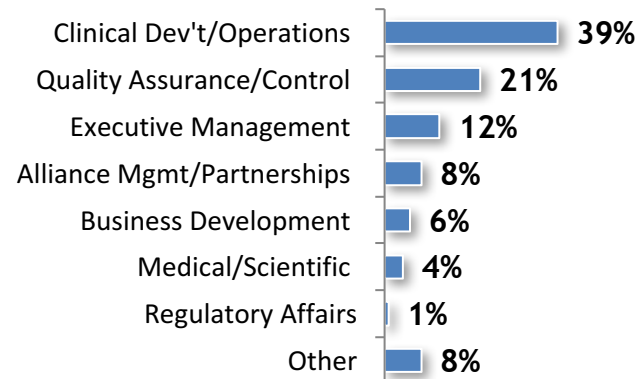 Clinical Dev't/Operations 39%
Quality Assurance/Control 21%
Executive Management 12%
Alliance Mgmt/Partnerships 8%
Business Development 6%
Medical/Scientific 4%
Regulatory Affairs 1%
Other 8%